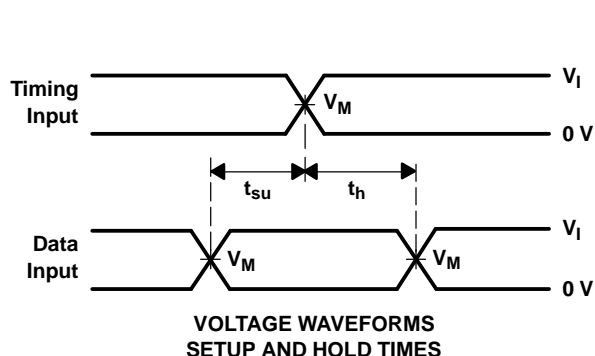 Timing
Input
V_I
V_M
0 V
t_su
t_h
Data
Input
V_I
V_M
V_M
0 V
VOLTAGE WAVEFORMS
SETUP AND HOLD TIMES